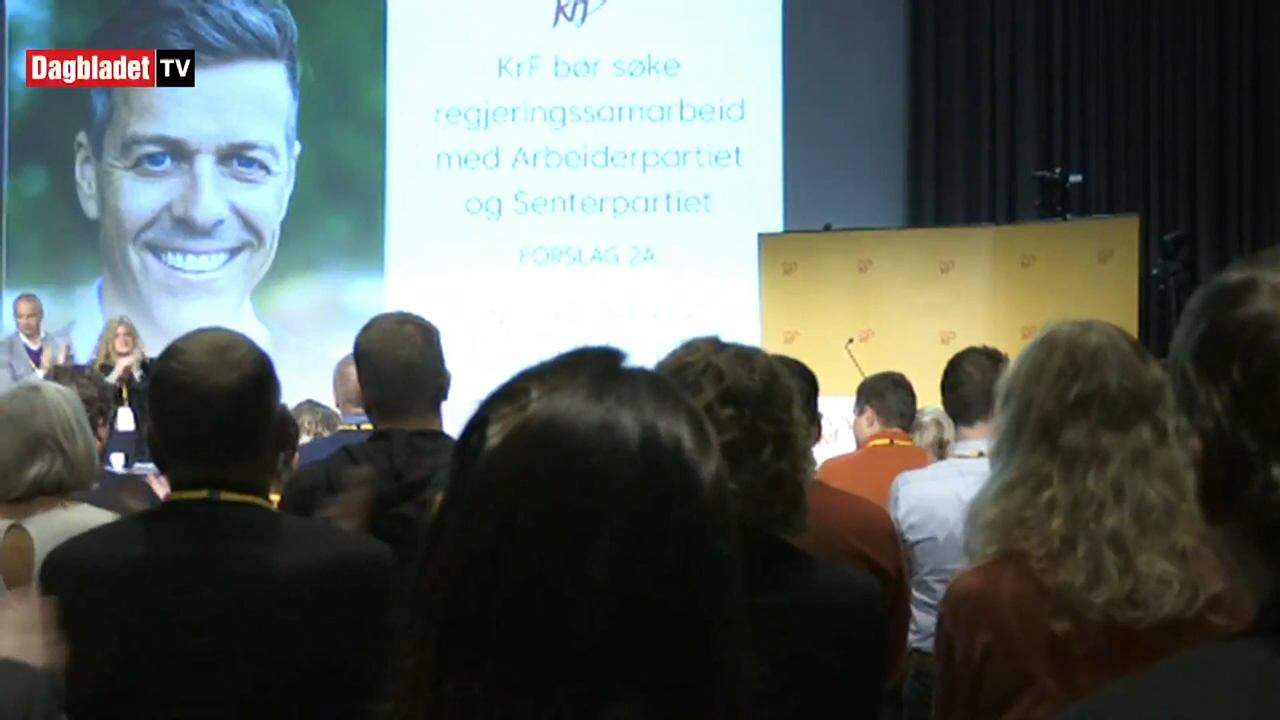 Dagbladet TV
KrF
KrF bør søke
regjeringssamarbeid
med Arbeiderpartiet
og Senterpartiet
FORSLAG 2A